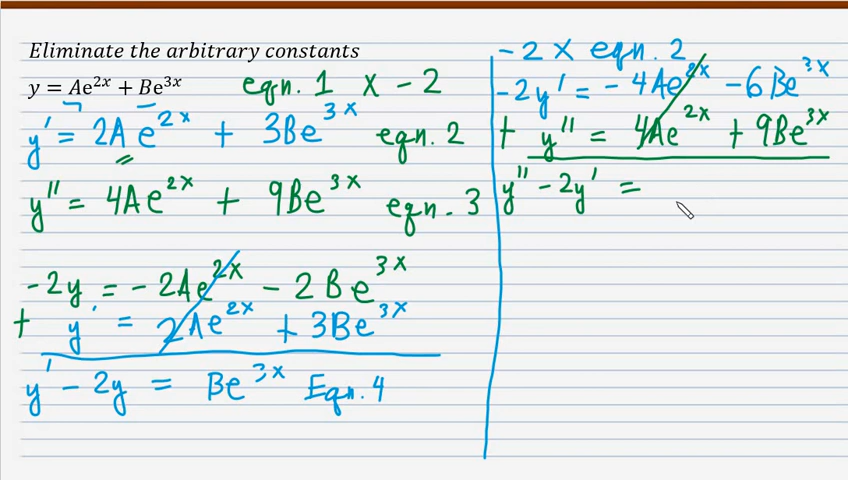 Eliminate the arbitrary constants
y = Ae^{2x} + Be^{3x} eqn. 1 x - 2
y' = 2Ae^{2x} + 3Be^{3x} eqn. 2
y'' = 4Ae^{2x} + 9Be^{3x} eqn. 3
-2y = -2Ae^{2x} - 2Be^{3x}
+ y' = 2Ae^{2x} + 3Be^{3x}
y' - 2y = Be^{3x} Eqn. 4
-2 x eqn. 2
-2y' = -4Ae^{2x} - 6Be^{3x}
+ y'' = 4Ae^{2x} + 9Be^{3x}
y'' - 2y' =